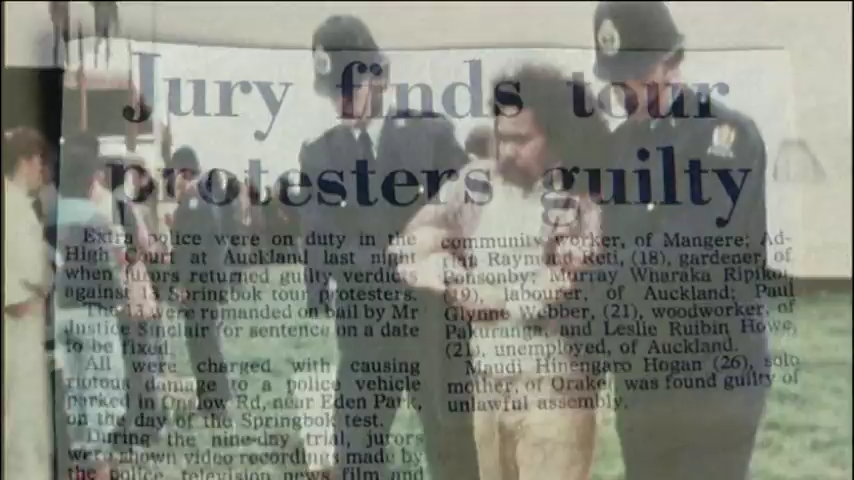 Jury finds tour
protesters guilty
Extra police were on duty in the
High Court at Auckland last night
when jurors returned guilty verdicts
against 13 Springbok tour protesters.
The 13 were remanded on bail by Mr
Justice Sinclair for sentence on a date
to be fixed.
All were charged with causing
riotous damage to a police vehicle
parked in Onslow Rd, near Eden Park,
on the day of the Springbok test.
During the nine-day trial, jurors
were shown video recordings made by
the police, television news film and
community worker, of Mangere; Ad-
rian Raymond Reti, (18), gardener, of
Ponsonby; Murray Wharaka Ripikoi,
(19), labourer, of Auckland; Paul
Glynne Webber, (21), woodworker, of
Pakuranga, and Leslie Ruibin Howe,
(21), unemployed, of Auckland.
Maudi Hinengaro Hogan (26), solo
mother, of Orakei, was found guilty of
unlawful assembly.